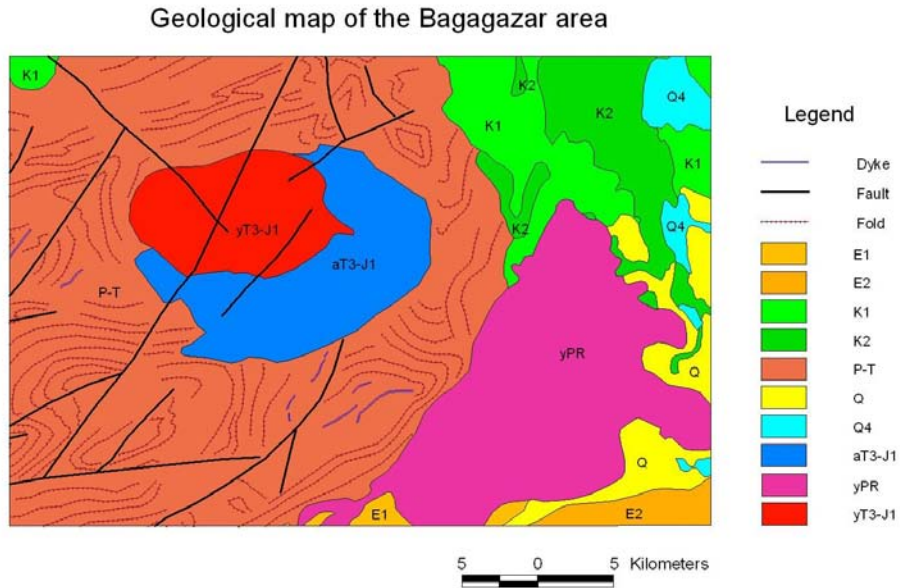 Geological map of the Bagagazar area
K1
K2
K2
Q4
K1
K1
Q4
K2
yT3-J1
aT3-J1
P-T
yPR
Q
Q
E1
E2
Legend
Dyke
Fault
Fold
E1
E2
K1
K2
P-T
Q
Q4
aT3-J1
yPR
yT3-J1
5 0 5 Kilometers